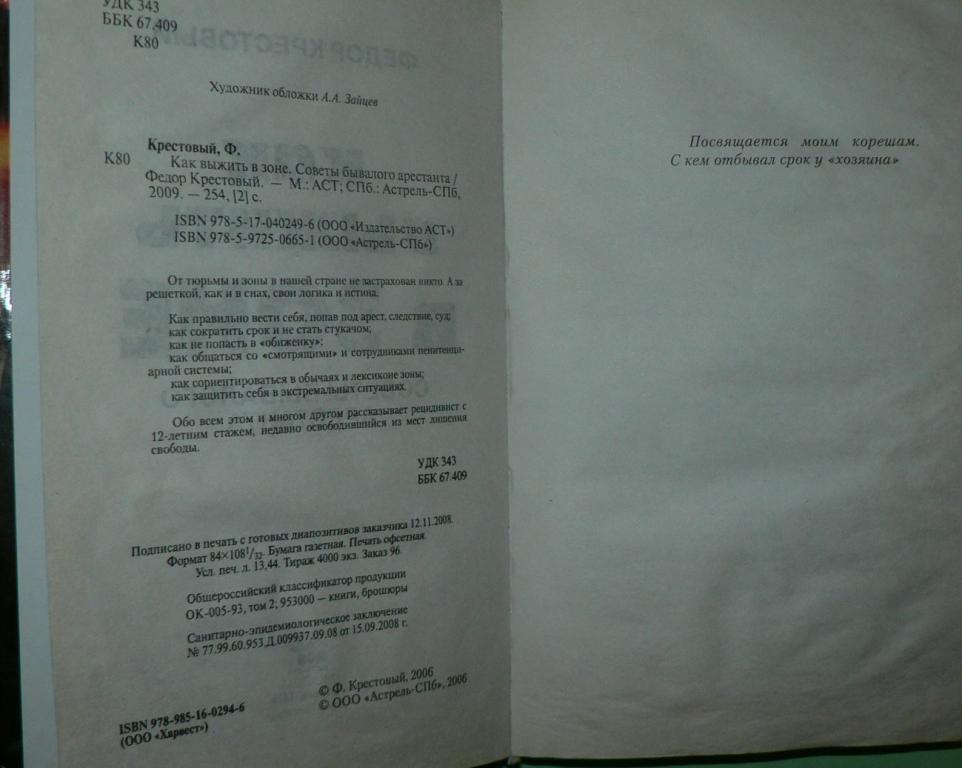 УДК 343
ББК 67.409
К80
Художник обложки А.А. Зайцев
Крестовый, Ф.
К80 Как выжить в зоне. Советы бывалого арестанта /
Федор Крестовый. — М.: АСТ; СПб.: Астрель-СПб,
2009. — 254, [2] с.
ISBN 978-5-17-040249-6 (ООО «Издательство АСТ»)
ISBN 978-5-9725-0665-1 (ООО «Астрель-СПб»)
От тюрьмы и зоны в нашей стране не застрахован никто. А за
решеткой, как и в снах, свои логика и истина.
Как правильно вести себя, попав под арест, следствие, суд;
как сократить срок и не стать стукачом;
как не попасть в «обиженку»;
как общаться со «смотрящими» и сотрудниками пенитенци-
арной системы;
как сориентироваться в обычаях и лексиконе зоны;
как защитить себя в экстремальных ситуациях.
Обо всем этом и многом другом рассказывает рецидивист с
12-летним стажем, недавно освободившийся из мест лишения
свободы.
УДК 343
ББК 67.409
Подписано в печать с готовых диапозитивов заказчика 12.11.2008.
Формат 84×108¹/₃₂. Бумага газетная. Печать офсетная.
Усл. печ. л. 13,44. Тираж 4000 экз. Заказ 96.
Общероссийский классификатор продукции
ОК-005-93, том 2; 953000 — книги, брошюры
Санитарно-эпидемиологическое заключение
№ 77.99.60.953.Д.009937.09.08 от 15.09.2008 г.
© Ф. Крестовый, 2006
© ООО «Астрель-СПб», 2006
ISBN 978-985-16-0294-6
(ООО «Харвест»)
Посвящается моим корешам.
С кем отбывал срок у «хозяина»